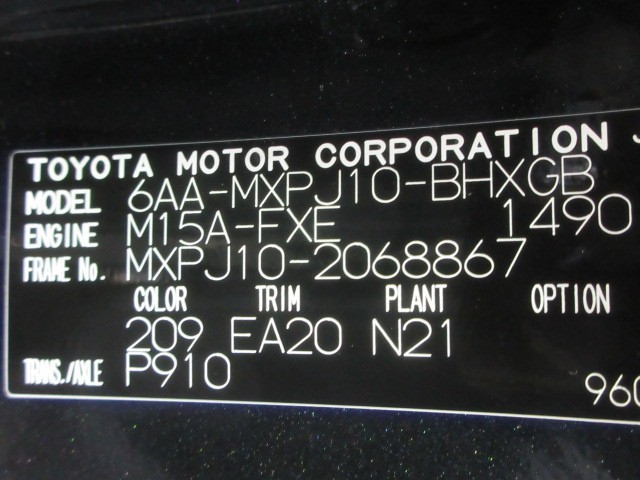 TOYOTA MOTOR CORPORATION J
MODEL 6AA-MXPJ10-BHXGB
ENGINE M15A-FXE 1490
FRAME No. MXPJ10-2068867
COLOR TRIM PLANT OPTION
209 EA20 N21
TRANS./AXLE P910
960